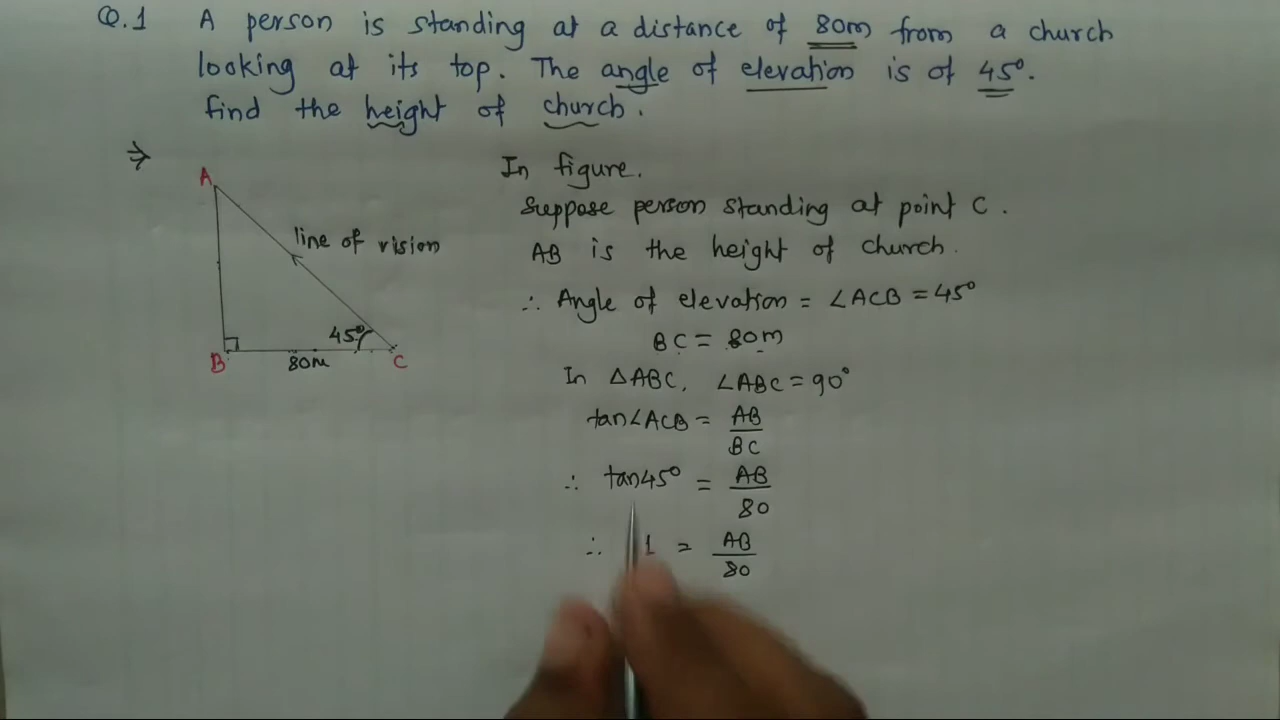 Q.1 A person is standing at a distance of 80m from a church
looking at its top. The angle of elevation is of 45°.
find the height of church.
⇒
A
line of vision
45°
B
80m
C
In figure.
Suppose person standing at point C.
AB is the height of church.
∴ Angle of elevation = ∠ACB = 45°
BC = 80m
In △ABC, ∠ABC = 90°
tan∠ACB = AB/BC
∴ tan45° = AB/80
∴ 1 = AB/80